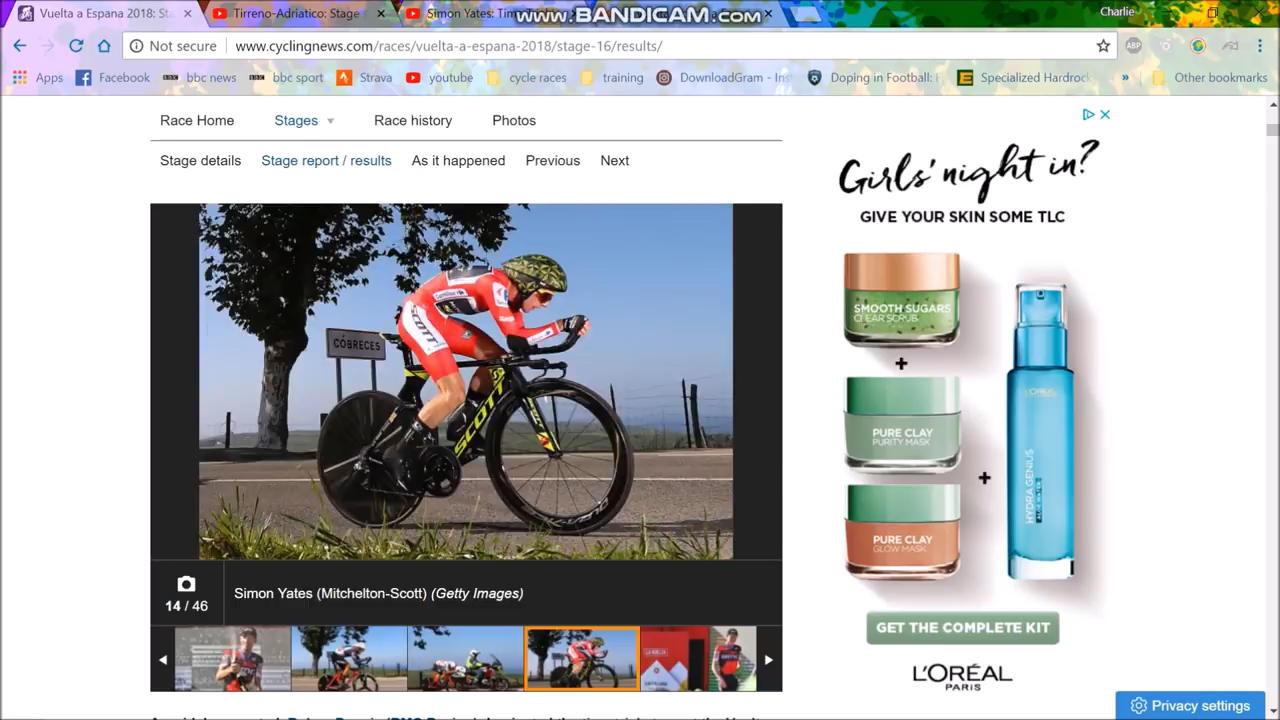 Vuelta a Espana 2018: St
Tirreno-Adriatico: Stage
Simon Yates: Tim
www.BANDICAM.com
Charlie
Not secure
www.cyclingnews.com/races/vuelta-a-espana-2018/stage-16/results/
ABP
Apps
Facebook
bbc news
bbc sport
Strava
youtube
cycle races
training
DownloadGram - Ins
Doping in Football:
Specialized Hardrock
»
Other bookmarks
Race Home
Stages
Race history
Photos
Stage details
Stage report / results
As it happened
Previous
Next
CÓBRECES
SCOTT
SCOTT
14 / 46
Simon Yates (Mitchelton-Scott) (Getty Images)
Girls' night in?
GIVE YOUR SKIN SOME TLC
SMOOTH SUGARS
CLEAR SCRUB
+
PURE CLAY
PURITY MASK
+
PURE CLAY
GLOW MASK
L'ORÉAL
HYDRA GENIUS
GET THE COMPLETE KIT
L'ORÉAL
PARIS
Privacy settings